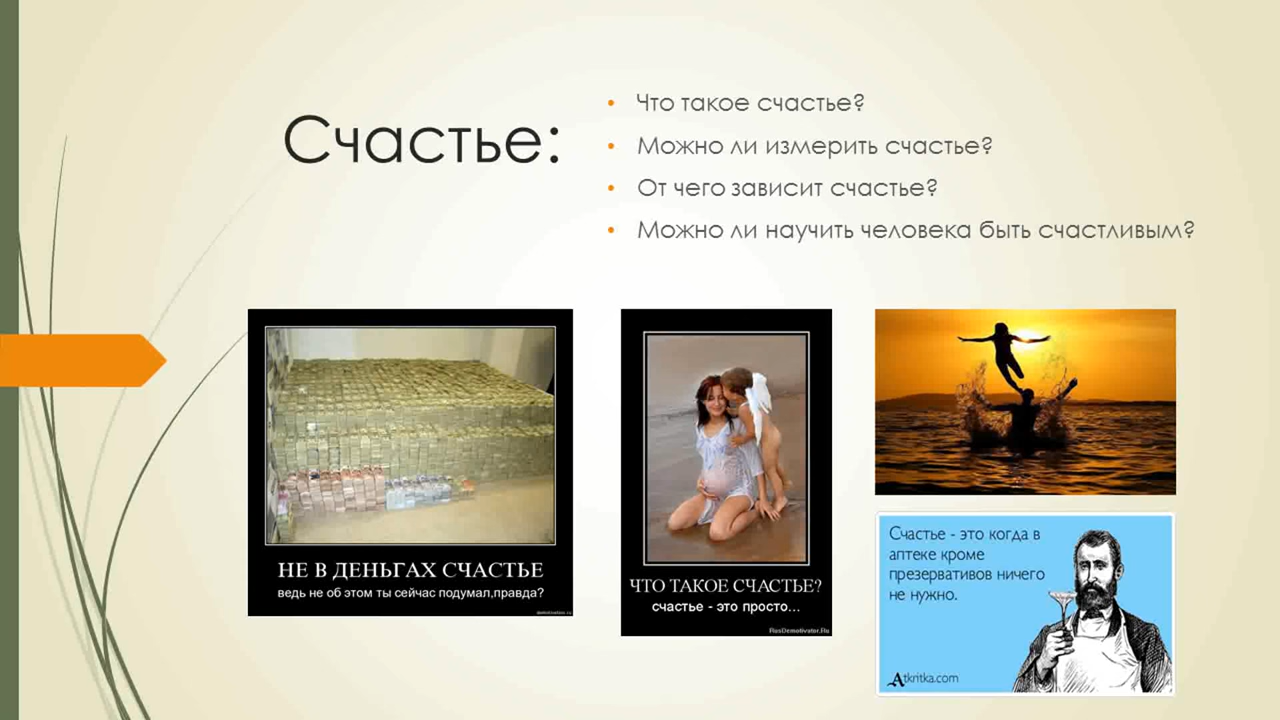 Счастье:
• Что такое счастье?
• Можно ли измерить счастье?
• От чего зависит счастье?
• Можно ли научить человека быть счастливым?
НЕ В ДЕНЬГАХ СЧАСТЬЕ
ведь не об этом ты сейчас подумал,правда?
demotivators.ru
ЧТО ТАКОЕ СЧАСТЬЕ?
счастье - это просто...
RusDemotivator.Ru
Счастье - это когда в
аптеке кроме
презервативов ничего
не нужно.
Atkritka.com